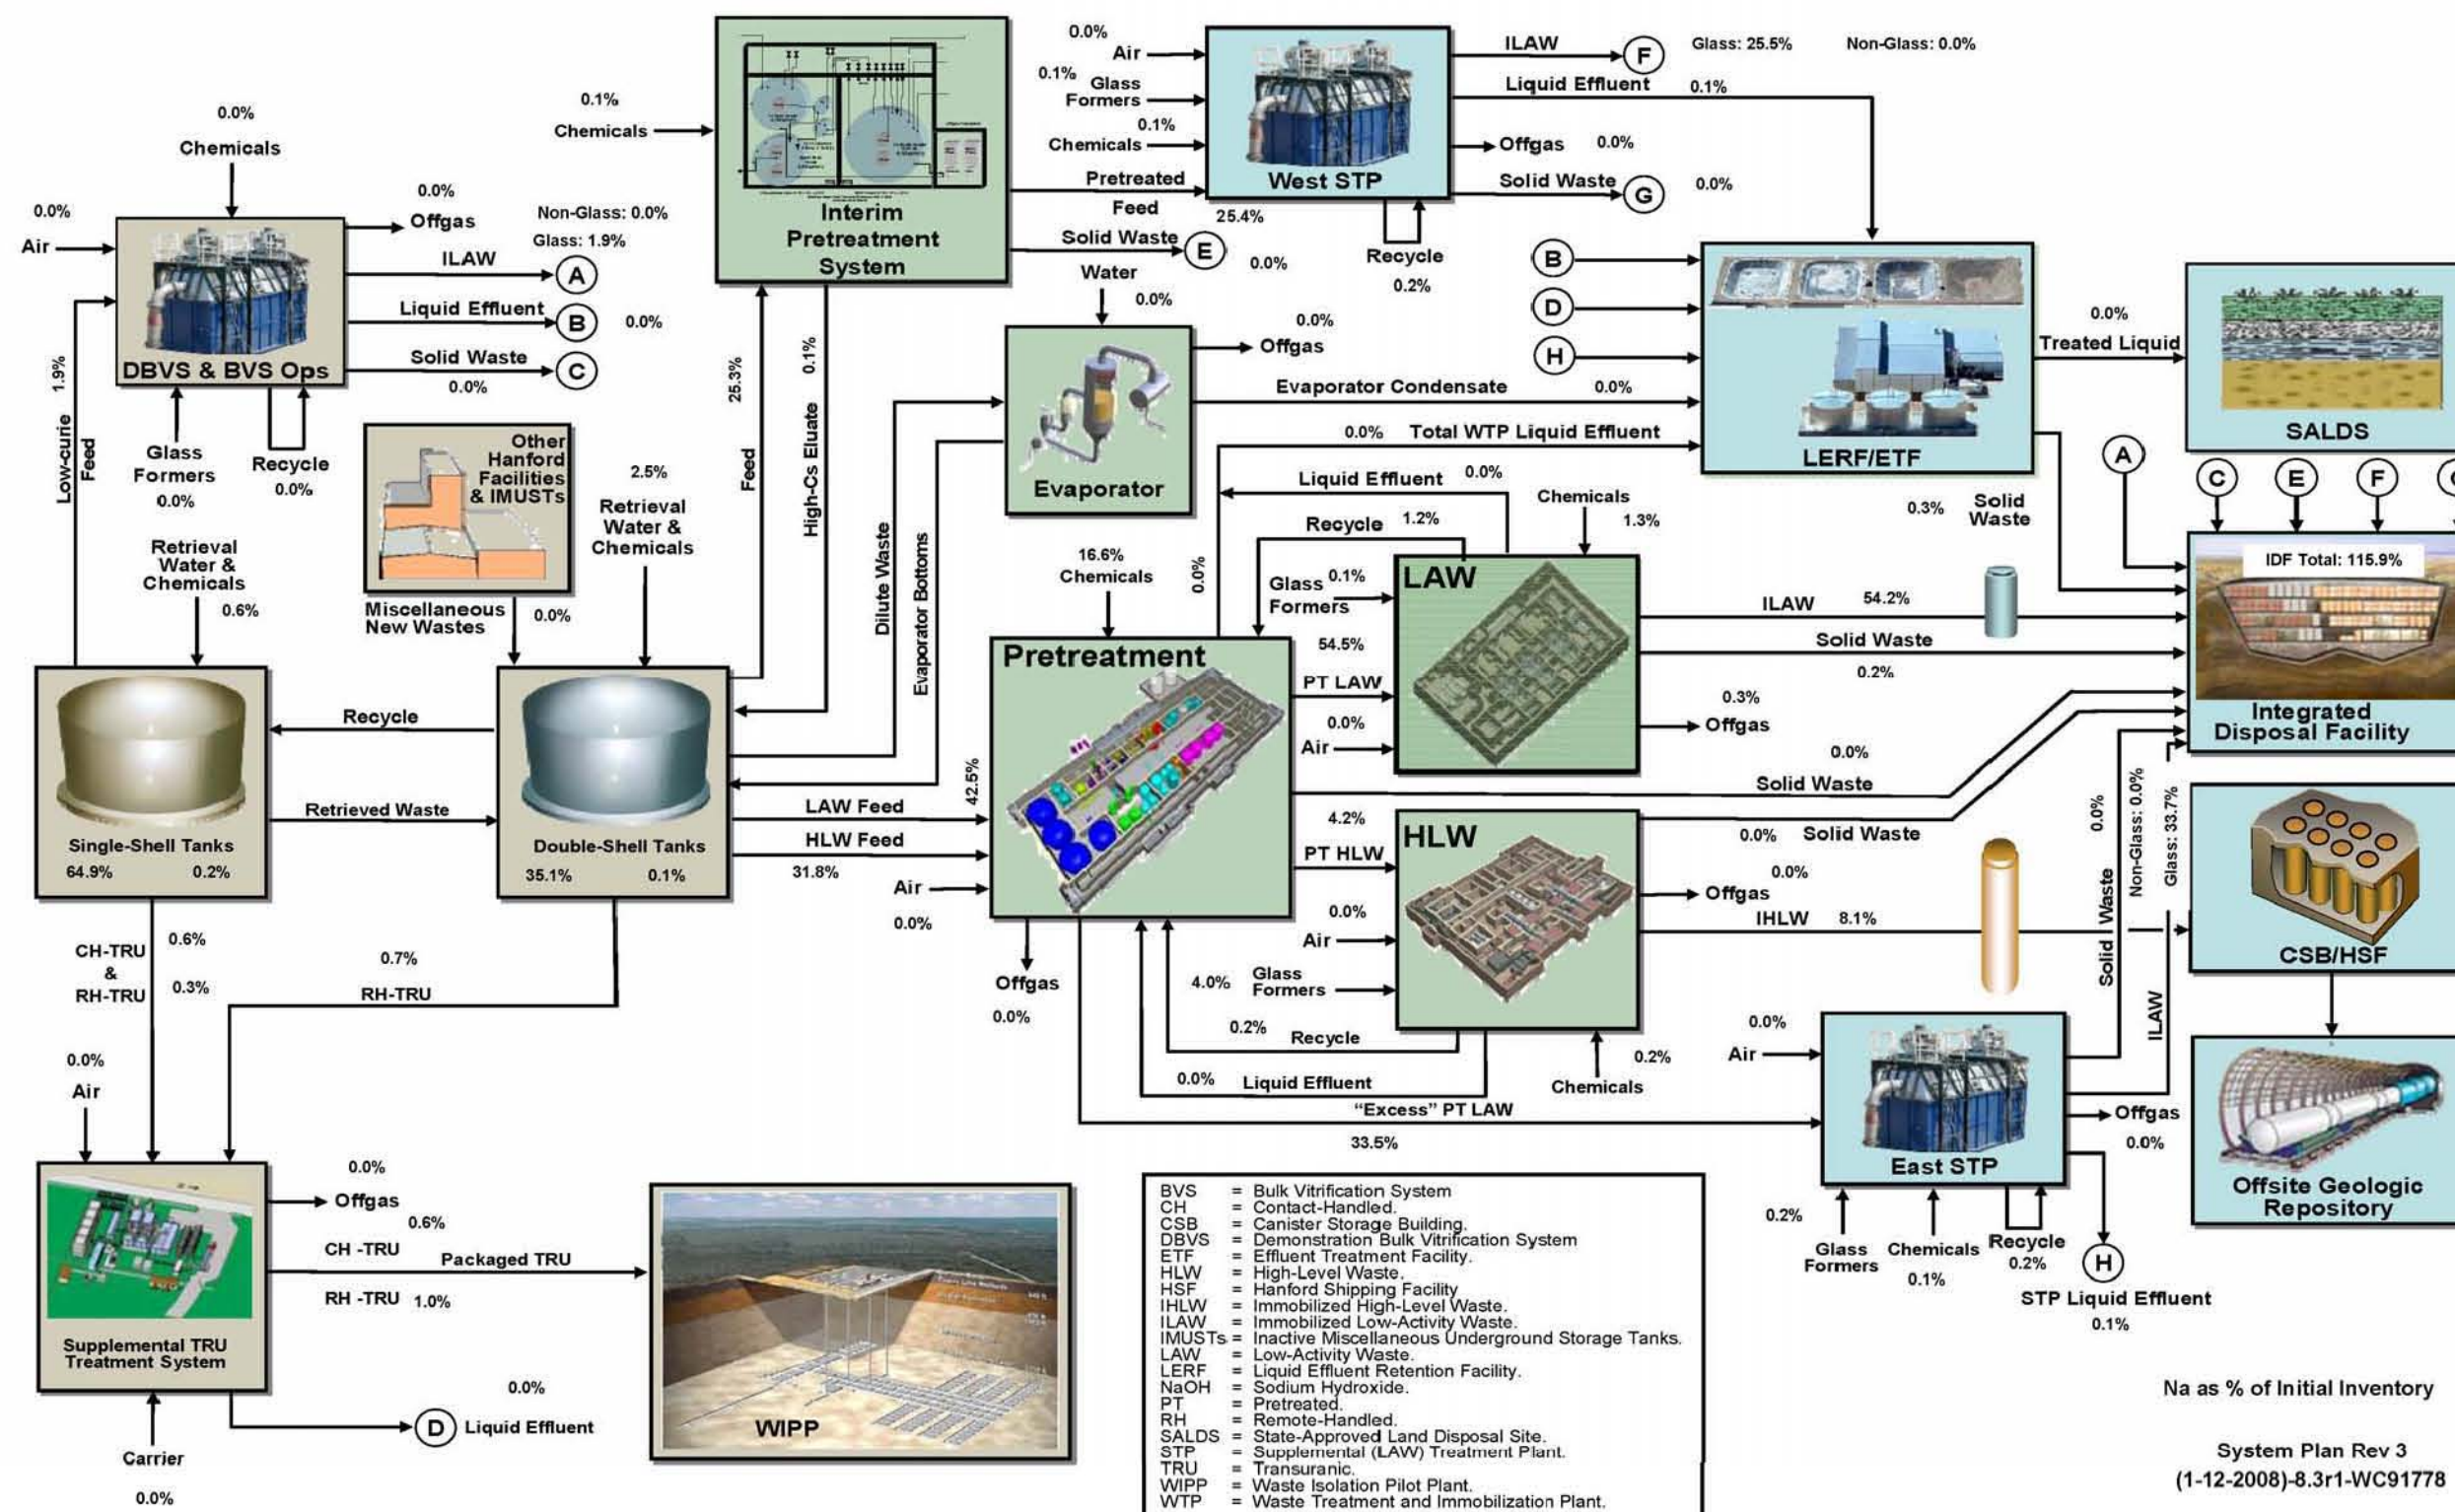 0.0%
Chemicals
0.0%
Air
0.0%
Offgas
Non-Glass: 0.0%
Glass: 1.9%
ILAW
A
Liquid Effluent
B
0.0%
Solid Waste
C
0.0%
DBVS & BVS Ops
Low-curie
Feed
1.9%
Glass
Formers
0.0%
Recycle
0.0%
Retrieval
Water &
Chemicals
0.6%
Other
Hanford
Facilities
& IMUSTs
Miscellaneous
New Wastes
0.0%
2.5%
Retrieval
Water &
Chemicals
0.1%
Chemicals
Interim
Pretreatment
System
Feed
25.3%
High-Cs Eluate
0.1%
0.0%
Air
0.1%
Glass
Formers
0.1%
Chemicals
Pretreated
Feed
25.4%
Solid Waste
E
0.0%
West STP
ILAW
F
Glass: 25.5%
Non-Glass: 0.0%
Liquid Effluent
0.1%
Offgas
0.0%
Solid Waste
G
0.0%
Recycle
0.2%
Water
0.0%
Evaporator
0.0%
Offgas
Evaporator Condensate
0.0%
Dilute Waste
Evaporator Bottoms
0.0%
Total WTP Liquid Effluent
Liquid Effluent
0.0%
B
D
H
LERF/ETF
0.0%
Treated Liquid
SALDS
0.3%
Solid
Waste
A
C
E
F
IDF Total: 115.9%
Integrated
Disposal Facility
Single-Shell Tanks
64.9%
0.2%
Recycle
Retrieved Waste
Double-Shell Tanks
35.1%
0.1%
LAW Feed
42.5%
HLW Feed
31.8%
Air
0.0%
16.6%
Chemicals
0.0%
Pretreatment
Offgas
0.0%
Recycle
1.2%
Chemicals
1.3%
Glass
Formers
0.1%
54.5%
PT LAW
0.0%
Air
LAW
ILAW
54.2%
Solid Waste
0.2%
0.3%
Offgas
0.0%
Solid Waste
4.2%
PT HLW
0.0%
Air
4.0%
Glass
Formers
HLW
0.0%
Solid Waste
0.0%
Offgas
IHLW
8.1%
0.2%
Recycle
0.0%
Liquid Effluent
0.2%
Chemicals
"Excess" PT LAW
33.5%
Solid Waste
0.0%
Non-Glass: 0.0%
Glass: 33.7%
ILAW
CSB/HSF
Offsite Geologic
Repository
0.0%
Air
East STP
Offgas
0.0%
0.2%
Glass
Formers
Chemicals
0.1%
Recycle
0.2%
H
STP Liquid Effluent
0.1%
CH-TRU
&
RH-TRU
0.6%
0.3%
0.7%
RH-TRU
0.0%
Air
Supplemental TRU
Treatment System
0.0%
Offgas
0.6%
CH -TRU
Packaged TRU
RH -TRU
1.0%
WIPP
0.0%
D
Liquid Effluent
Carrier
0.0%
BVS = Bulk Vitrification System
CH = Contact-Handled.
CSB = Canister Storage Building.
DBVS = Demonstration Bulk Vitrification System
ETF = Effluent Treatment Facility.
HLW = High-Level Waste.
HSF = Hanford Shipping Facility
IHLW = Immobilized High-Level Waste.
ILAW = Immobilized Low-Activity Waste.
IMUSTs = Inactive Miscellaneous Underground Storage Tanks.
LAW = Low-Activity Waste.
LERF = Liquid Effluent Retention Facility.
NaOH = Sodium Hydroxide.
PT = Pretreated.
RH = Remote-Handled.
SALDS = State-Approved Land Disposal Site.
STP = Supplemental (LAW) Treatment Plant.
TRU = Transuranic.
WIPP = Waste Isolation Pilot Plant.
WTP = Waste Treatment and Immobilization Plant.
Na as % of Initial Inventory
System Plan Rev 3
(1-12-2008)-8.3r1-WC91778